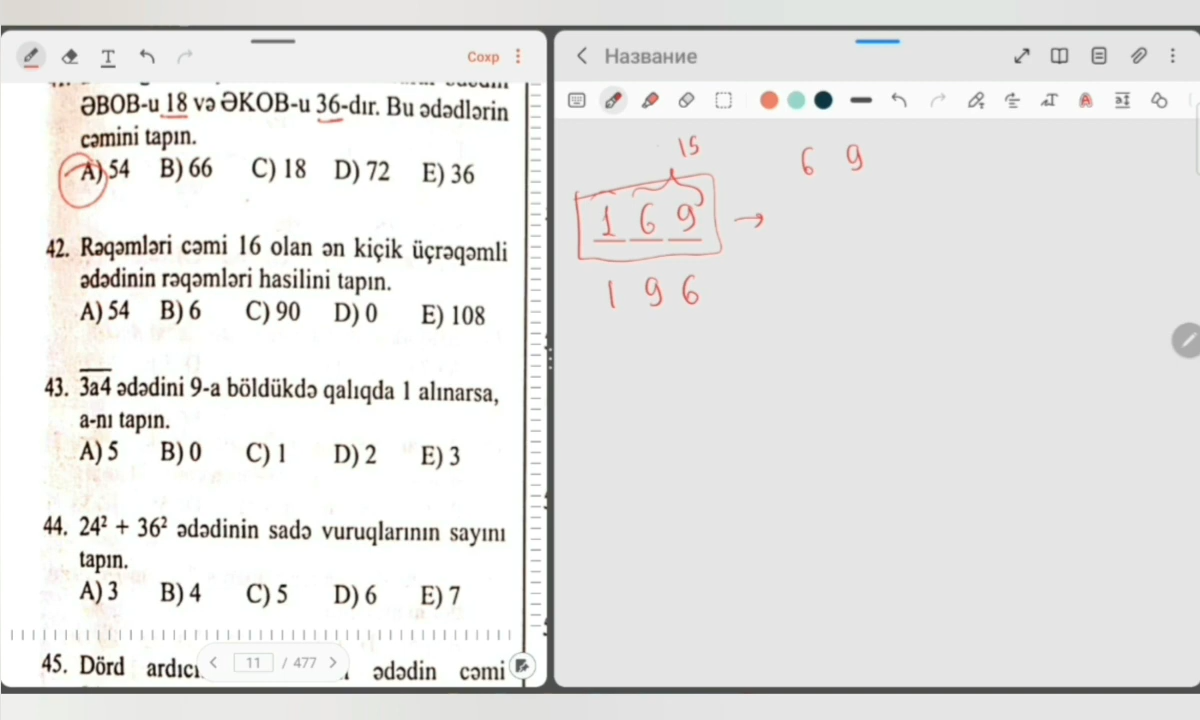 Сохр
ƏBOB-u 18 və ƏKOB-u 36-dır. Bu ədədlərin
cəmini tapın.
A) 54 B) 66 C) 18 D) 72 E) 36
42. Rəqəmləri cəmi 16 olan ən kiçik üçrəqəmli
ədədinin rəqəmləri hasilini tapın.
A) 54 B) 6 C) 90 D) 0 E) 108
43. 3a4 ədədini 9-a böldükdə qalıqda 1 alınarsa,
a-nı tapın.
A) 5 B) 0 C) 1 D) 2 E) 3
44. 24² + 36² ədədinin sadə vuruqlarının sayını
tapın.
A) 3 B) 4 C) 5 D) 6 E) 7
45. Dörd ədədin cəmi
11 / 477
Название
15
6 9
1 6 9 →
1 9 6